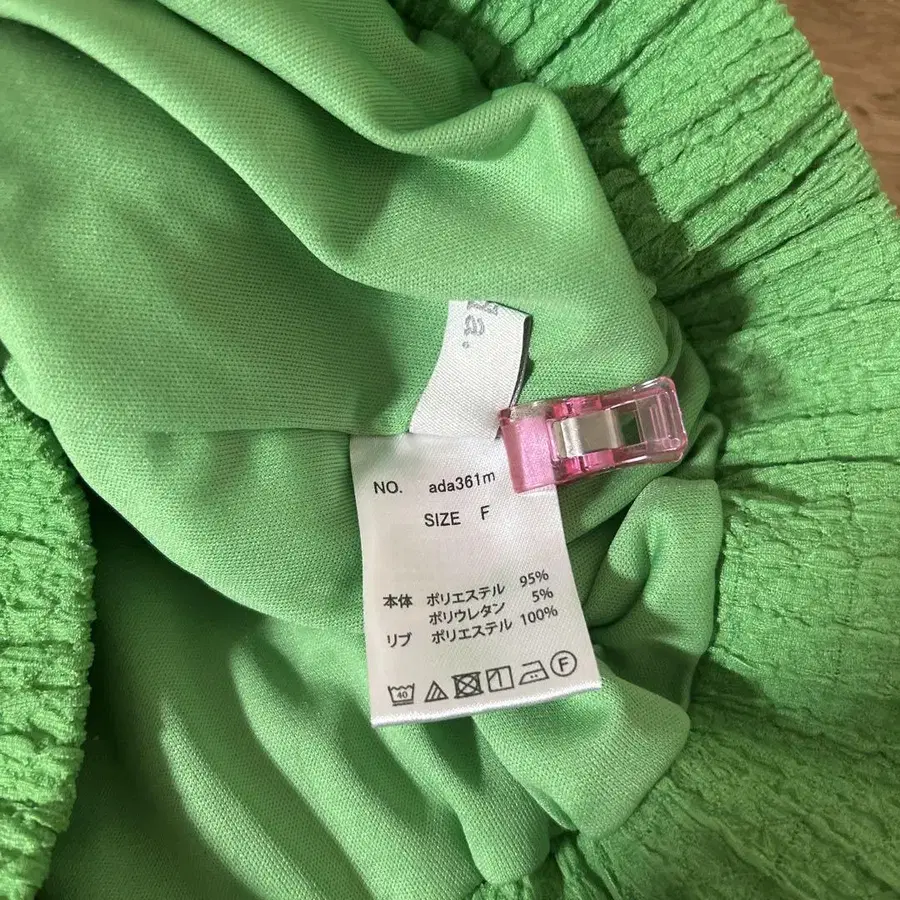 a.
NO. ada361m
SIZE F
本体 ポリエステル 95%
ポリウレタン 5%
リブ ポリエステル 100%
40
F